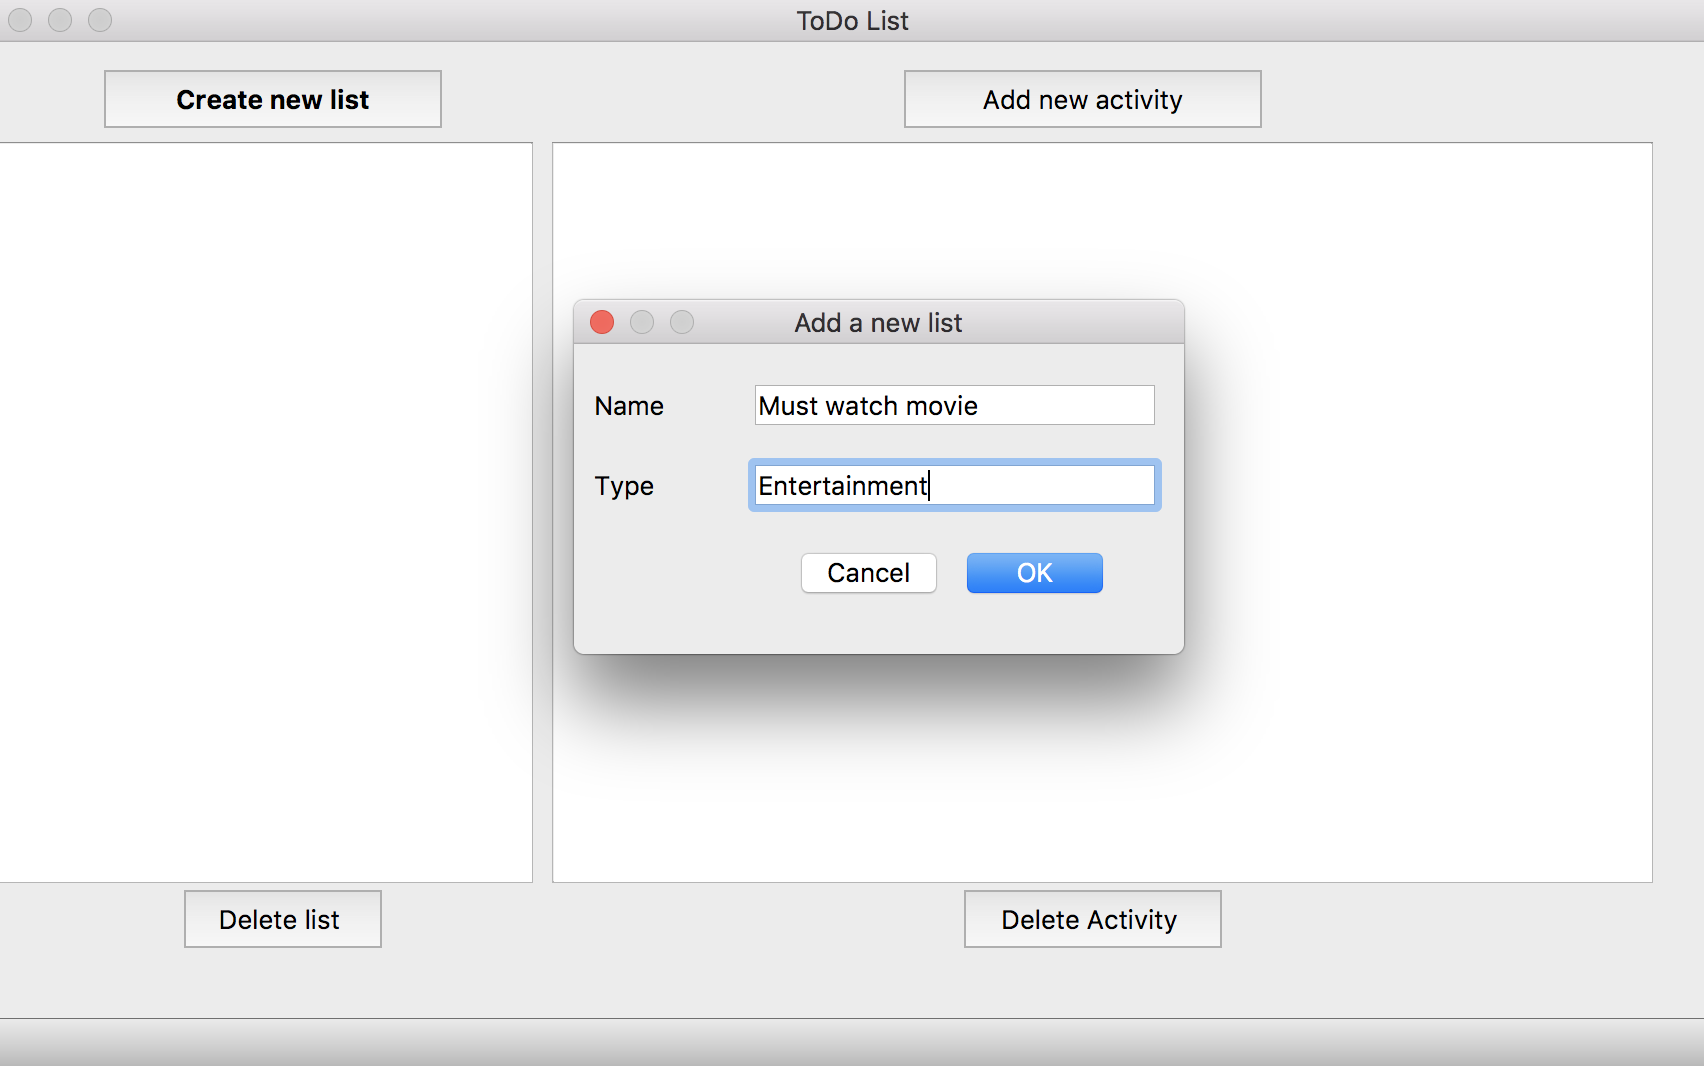 ToDo List
Create new list
Add new activity
Add a new list
Name
Must watch movie
Type
Entertainment
Cancel
OK
Delete list
Delete Activity